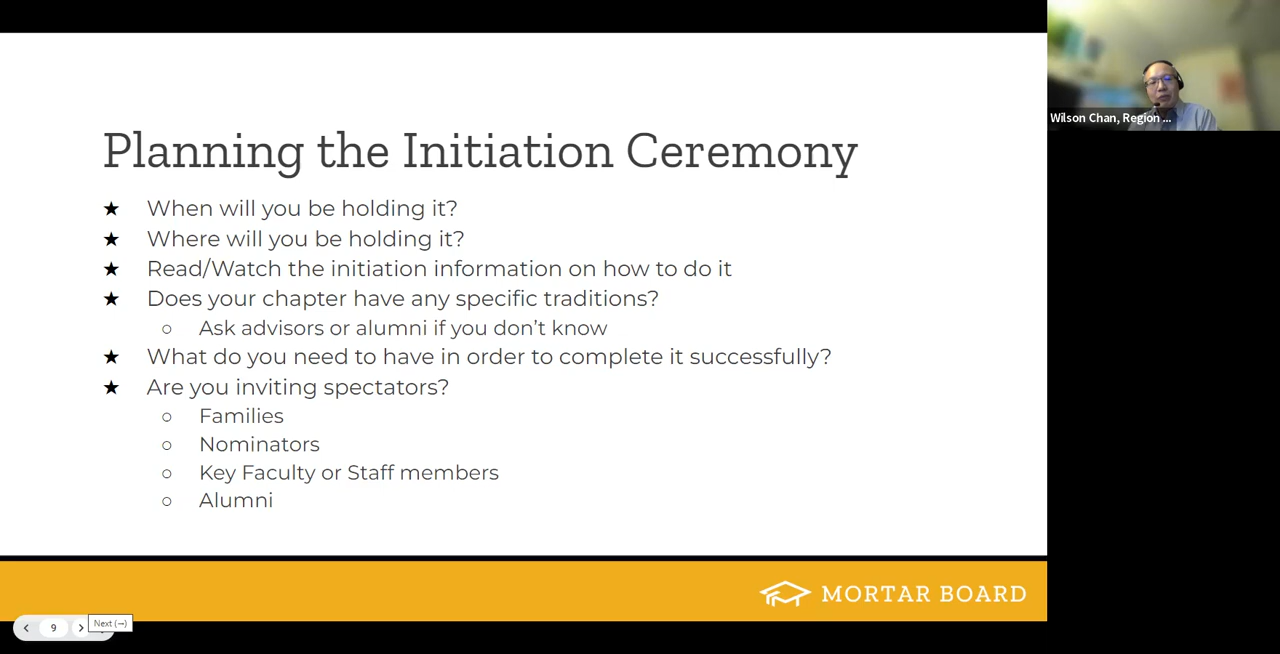 Planning the Initiation Ceremony
★ When will you be holding it?
★ Where will you be holding it?
★ Read/Watch the initiation information on how to do it
★ Does your chapter have any specific traditions?
○ Ask advisors or alumni if you don't know
★ What do you need to have in order to complete it successfully?
★ Are you inviting spectators?
○ Families
○ Nominators
○ Key Faculty or Staff members
○ Alumni
MORTAR BOARD
9
Next (→)
Wilson Chan, Region ...